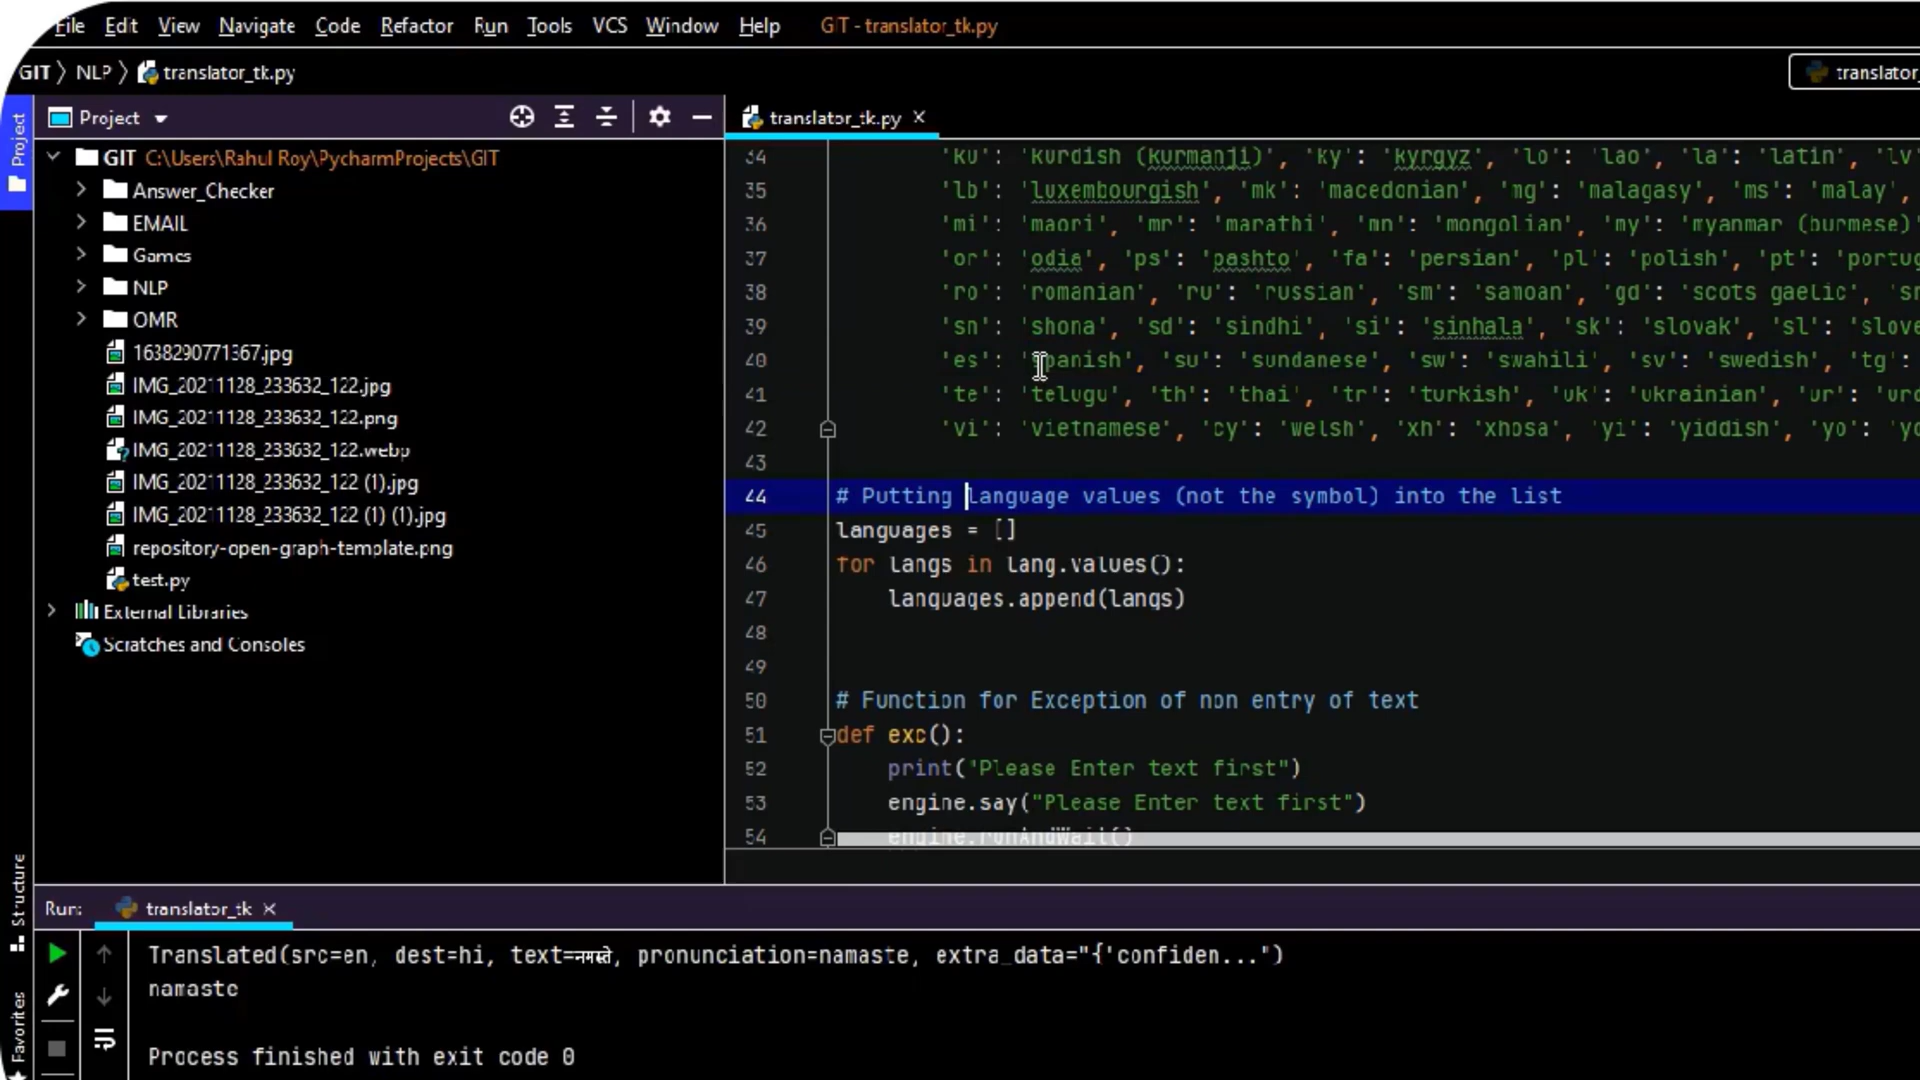 File Edit View Navigate Code Refactor Run Tools VCS Window Help GIT - translator_tk.py
GIT NLP translator_tk.py
Project
Project
GIT C:\Users\Rahul Roy\PycharmProjects\GIT
Answer_Checker
EMAIL
Games
NLP
OMR
1638290771367.jpg
IMG_20211128_233632_122.jpg
IMG_20211128_233632_122.png
IMG_20211128_233632_122.webp
IMG_20211128_233632_122 (1).jpg
IMG_20211128_233632_122 (1) (1).jpg
repository-open-graph-template.png
test.py
External Libraries
Scratches and Consoles
translator_tk.py
34 'ku': 'kurdish (kurmanji)', 'ky': 'kyrgyz', 'lo': 'lao', 'la': 'latin', 'lv'
35 'lb': 'luxembourgish', 'mk': 'macedonian', 'mg': 'malagasy', 'ms': 'malay',
36 'mi': 'maori', 'mr': 'marathi', 'mn': 'mongolian', 'my': 'myanmar (burmese)'
37 'or': 'odia', 'ps': 'pashto', 'fa': 'persian', 'pl': 'polish', 'pt':
38 'ro': 'romanian', 'ru': 'russian', 'sm': 'samoan', 'gd': 'scots gaelic',
39 'sn': 'shona', 'sd': 'sindhi', 'si': 'sinhala', 'sk': 'slovak', 'sl':
40 'es': 'spanish', 'su': 'sundanese', 'sw': 'swahili', 'sv': 'swedish', 'tg':
41 'te': 'telugu', 'th': 'thai', 'tr': 'turkish', 'uk': 'ukrainian', 'ur':
42 'vi': 'vietnamese', 'cy': 'welsh', 'xh': 'xhosa', 'yi': 'yiddish', 'yo':
43
44 # Putting language values (not the symbol) into the list
45 languages = []
46 for langs in lang.values():
47 languages.append(langs)
48
49
50 # Function for Exception of non entry of text
51 def exc():
52 print("Please Enter text first")
53 engine.say("Please Enter text first")
54 engine.runAndWait()
Structure
Favorites
Run: translator_tk
Translated(src=en, dest=hi, text=नमस्ते, pronunciation=namaste, extra_data="{'confiden...")
namaste
Process finished with exit code 0